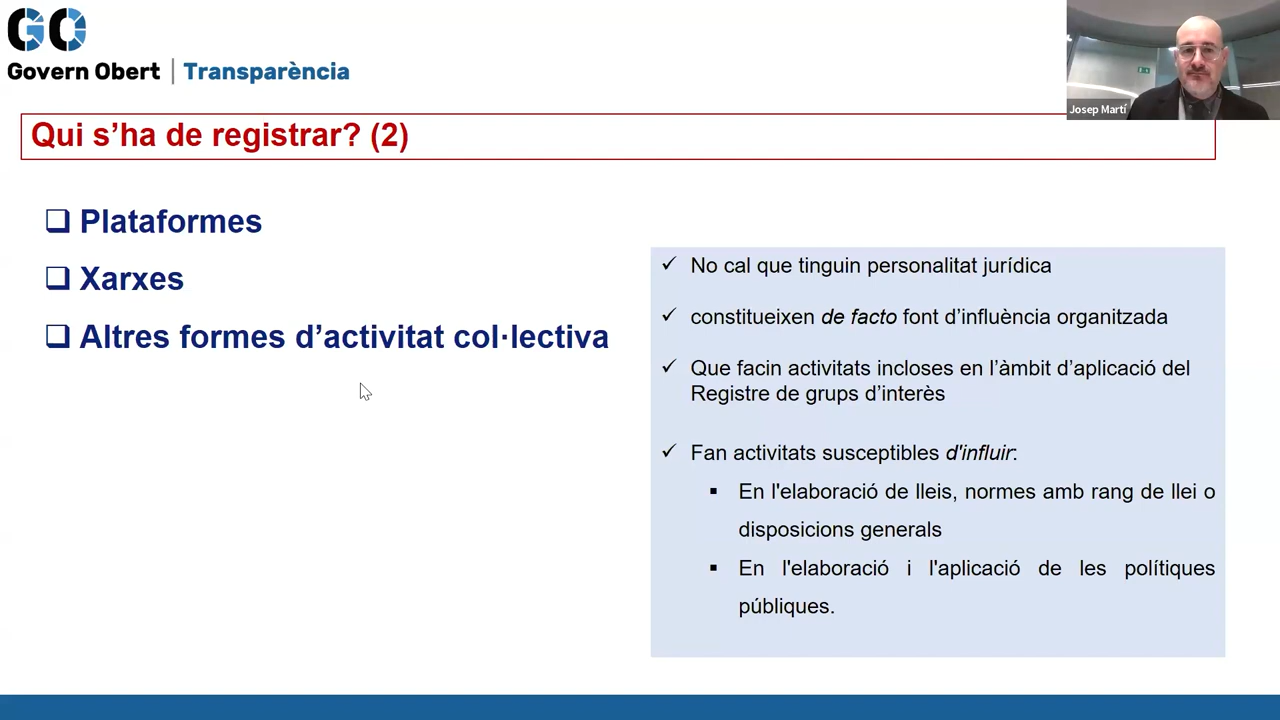 GO
Govern Obert | Transparència
Josep Martí
Qui s’ha de registrar? (2)
❑ Plataformes
❑ Xarxes
❑ Altres formes d’activitat col·lectiva
✓ No cal que tinguin personalitat jurídica
✓ constitueixen de facto font d’influència organitzada
✓ Que facin activitats incloses en l’àmbit d’aplicació del
Registre de grups d’interès
✓ Fan activitats susceptibles d'influir:
▪ En l'elaboració de lleis, normes amb rang de llei o
disposicions generals
▪ En l'elaboració i l'aplicació de les polítiques
públiques.